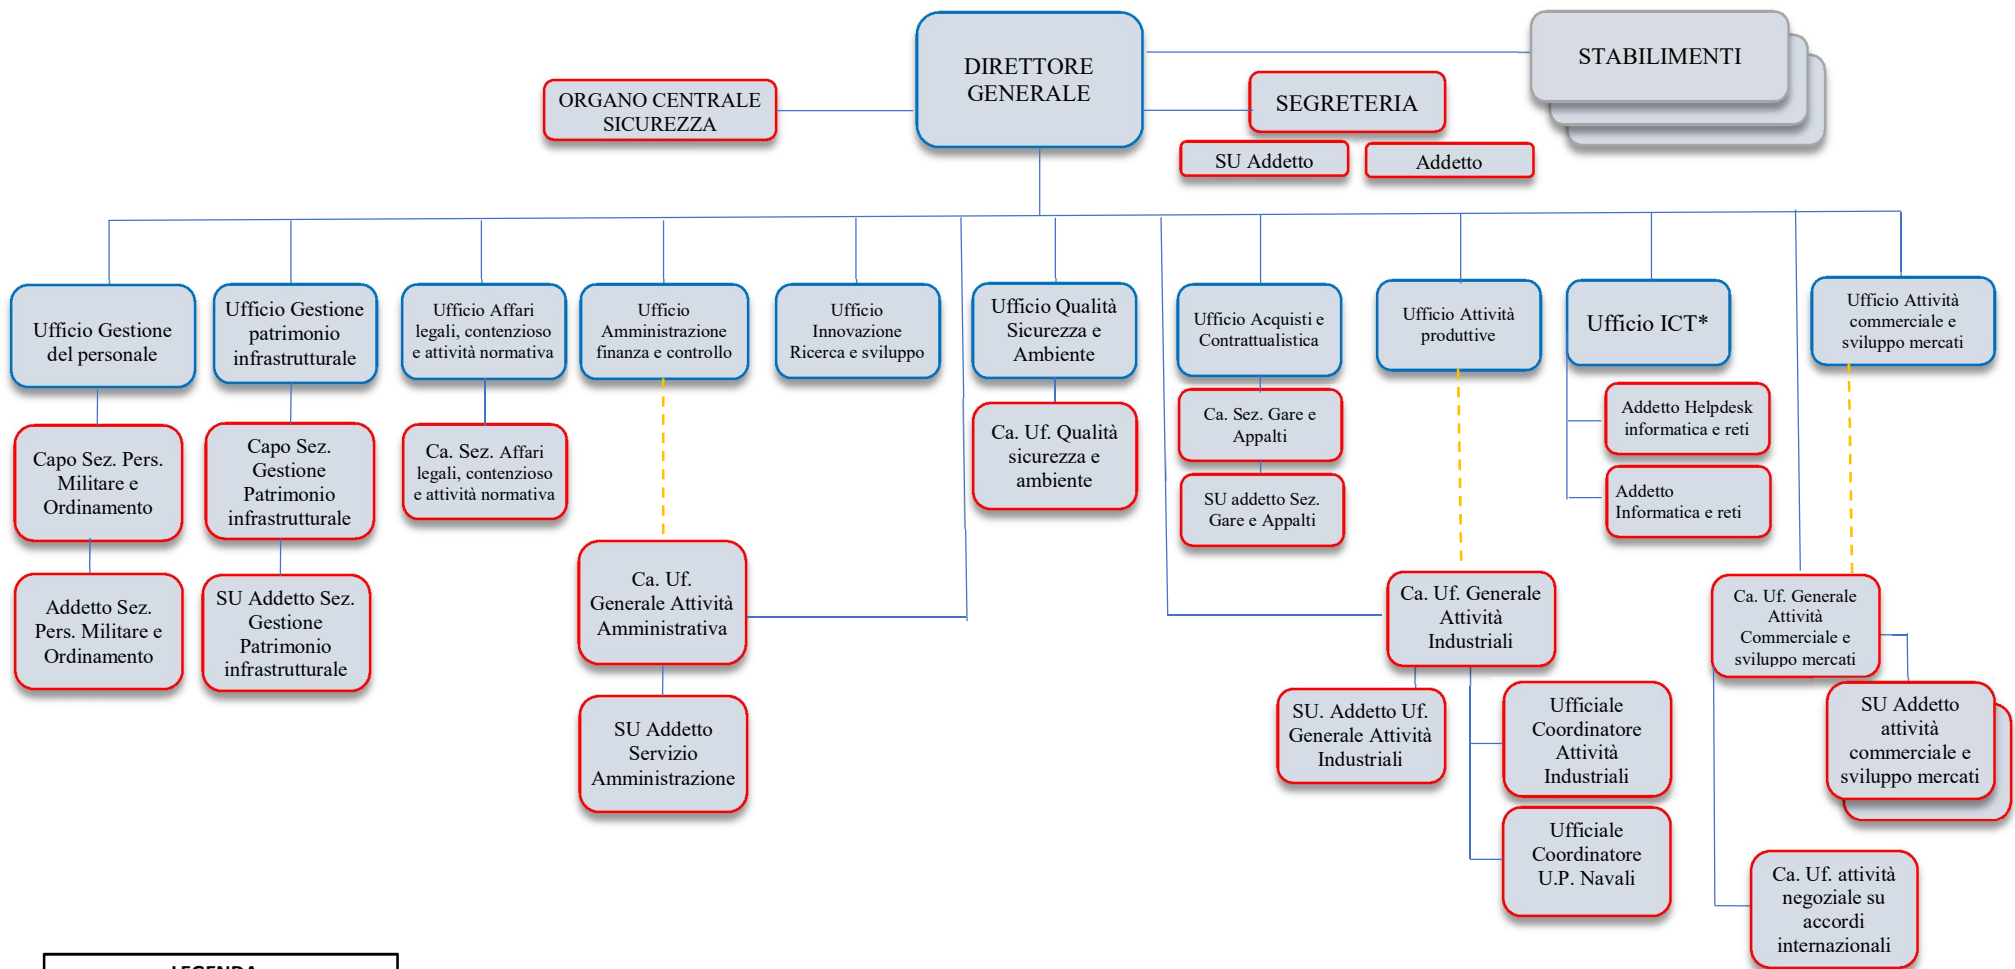 DIRETTORE
GENERALE
STABILIMENTI
ORGANO CENTRALE
SICUREZZA
SEGRETERIA
SU Addetto
Addetto
Ufficio Gestione
del personale
Ufficio Gestione
patrimonio
infrastrutturale
Ufficio Affari
legali, contenzioso
e attività normativa
Ufficio
Amministrazione
finanza e controllo
Ufficio
Innovazione
Ricerca e sviluppo
Ufficio Qualità
Sicurezza e
Ambiente
Ufficio Acquisti e
Contrattualistica
Ufficio Attività
produttive
Ufficio ICT*
Ufficio Attività
commerciale e
sviluppo mercati
Capo Sez. Pers.
Militare e
Ordinamento
Capo Sez.
Gestione
Patrimonio
infrastrutturale
Ca. Sez. Affari
legali, contenzioso
e attività normativa
Ca. Uf. Qualità
sicurezza e
ambiente
Ca. Sez. Gare e
Appalti
SU addetto Sez.
Gare e Appalti
Addetto Helpdesk
informatica e reti
Addetto
Informatica e reti
Addetto Sez.
Pers. Militare e
Ordinamento
SU Addetto Sez.
Gestione
Patrimonio
infrastrutturale
Ca. Uf.
Generale Attività
Amministrativa
SU Addetto
Servizio
Amministrazione
Ca. Uf. Generale
Attività
Industriali
SU. Addetto Uf.
Generale Attività
Industriali
Ufficiale
Coordinatore
Attività
Industriali
Ufficiale
Coordinatore
U.P. Navali
Ca. Uf. Generale
Attività
Commerciale e
sviluppo mercati
SU Addetto
attività
commerciale e
sviluppo mercati
Ca. Uf. attività
negoziale su
accordi
internazionali
LEGENDA